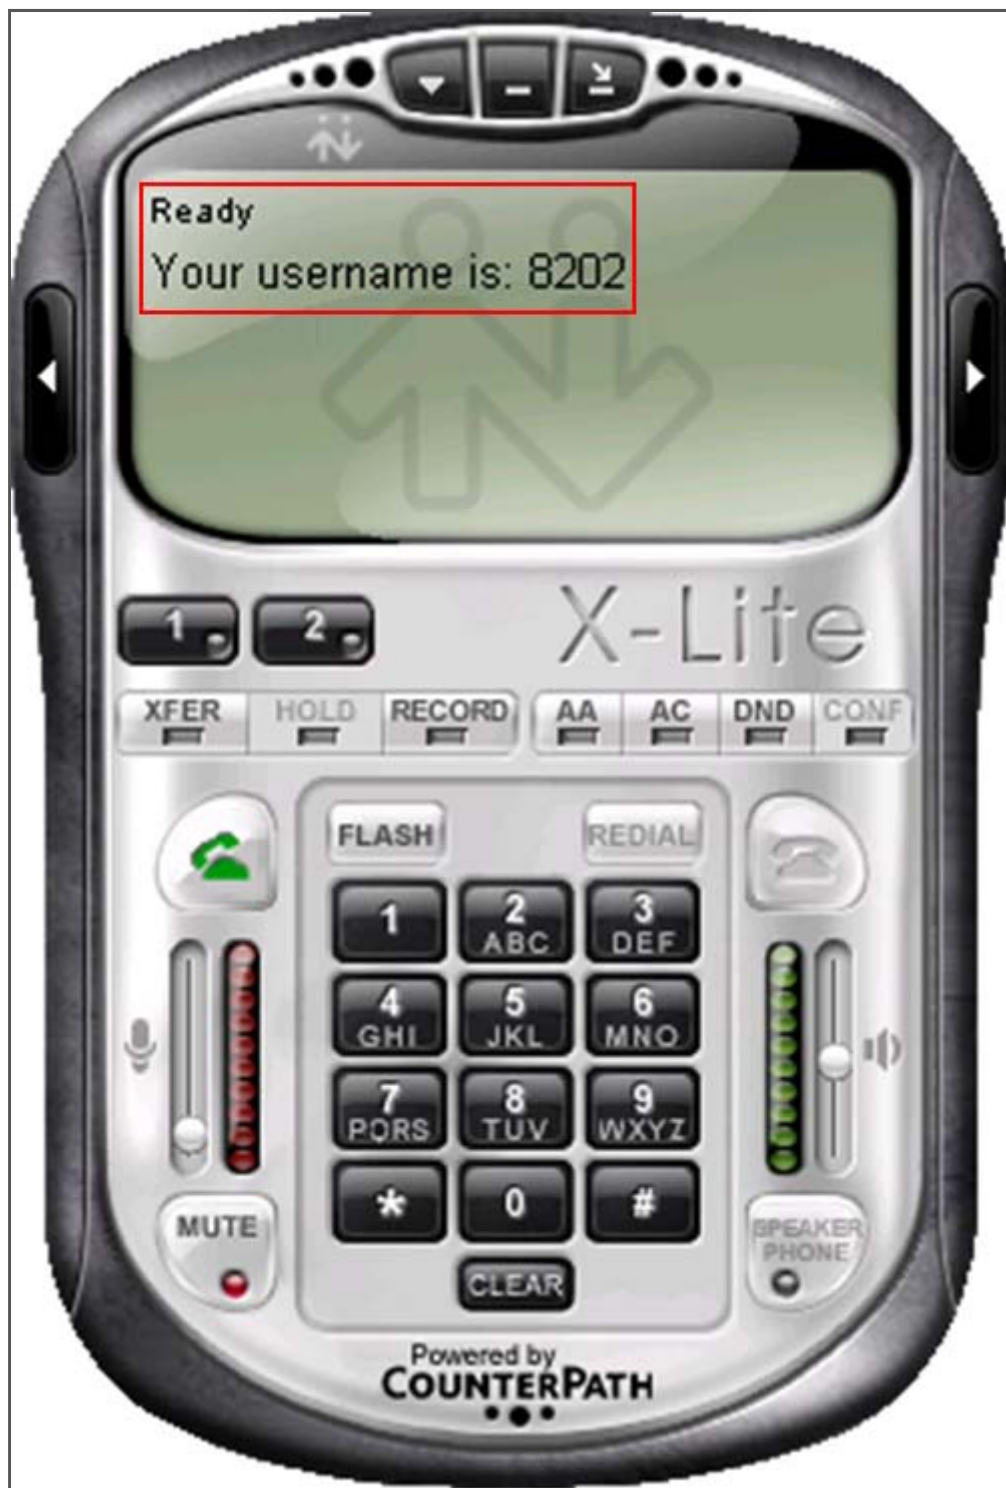 Ready
Your username is: 8202
1 2
X-Lite
XFER HOLD RECORD AA AC DND CONF
FLASH REDIAL
1 2 3
ABC DEF
4 5 6
GHI JKL MNO
7 8 9
PQRS TUV WXYZ
* 0 #
MUTE SPEAKER
PHONE
CLEAR
Powered by
COUNTERPATH